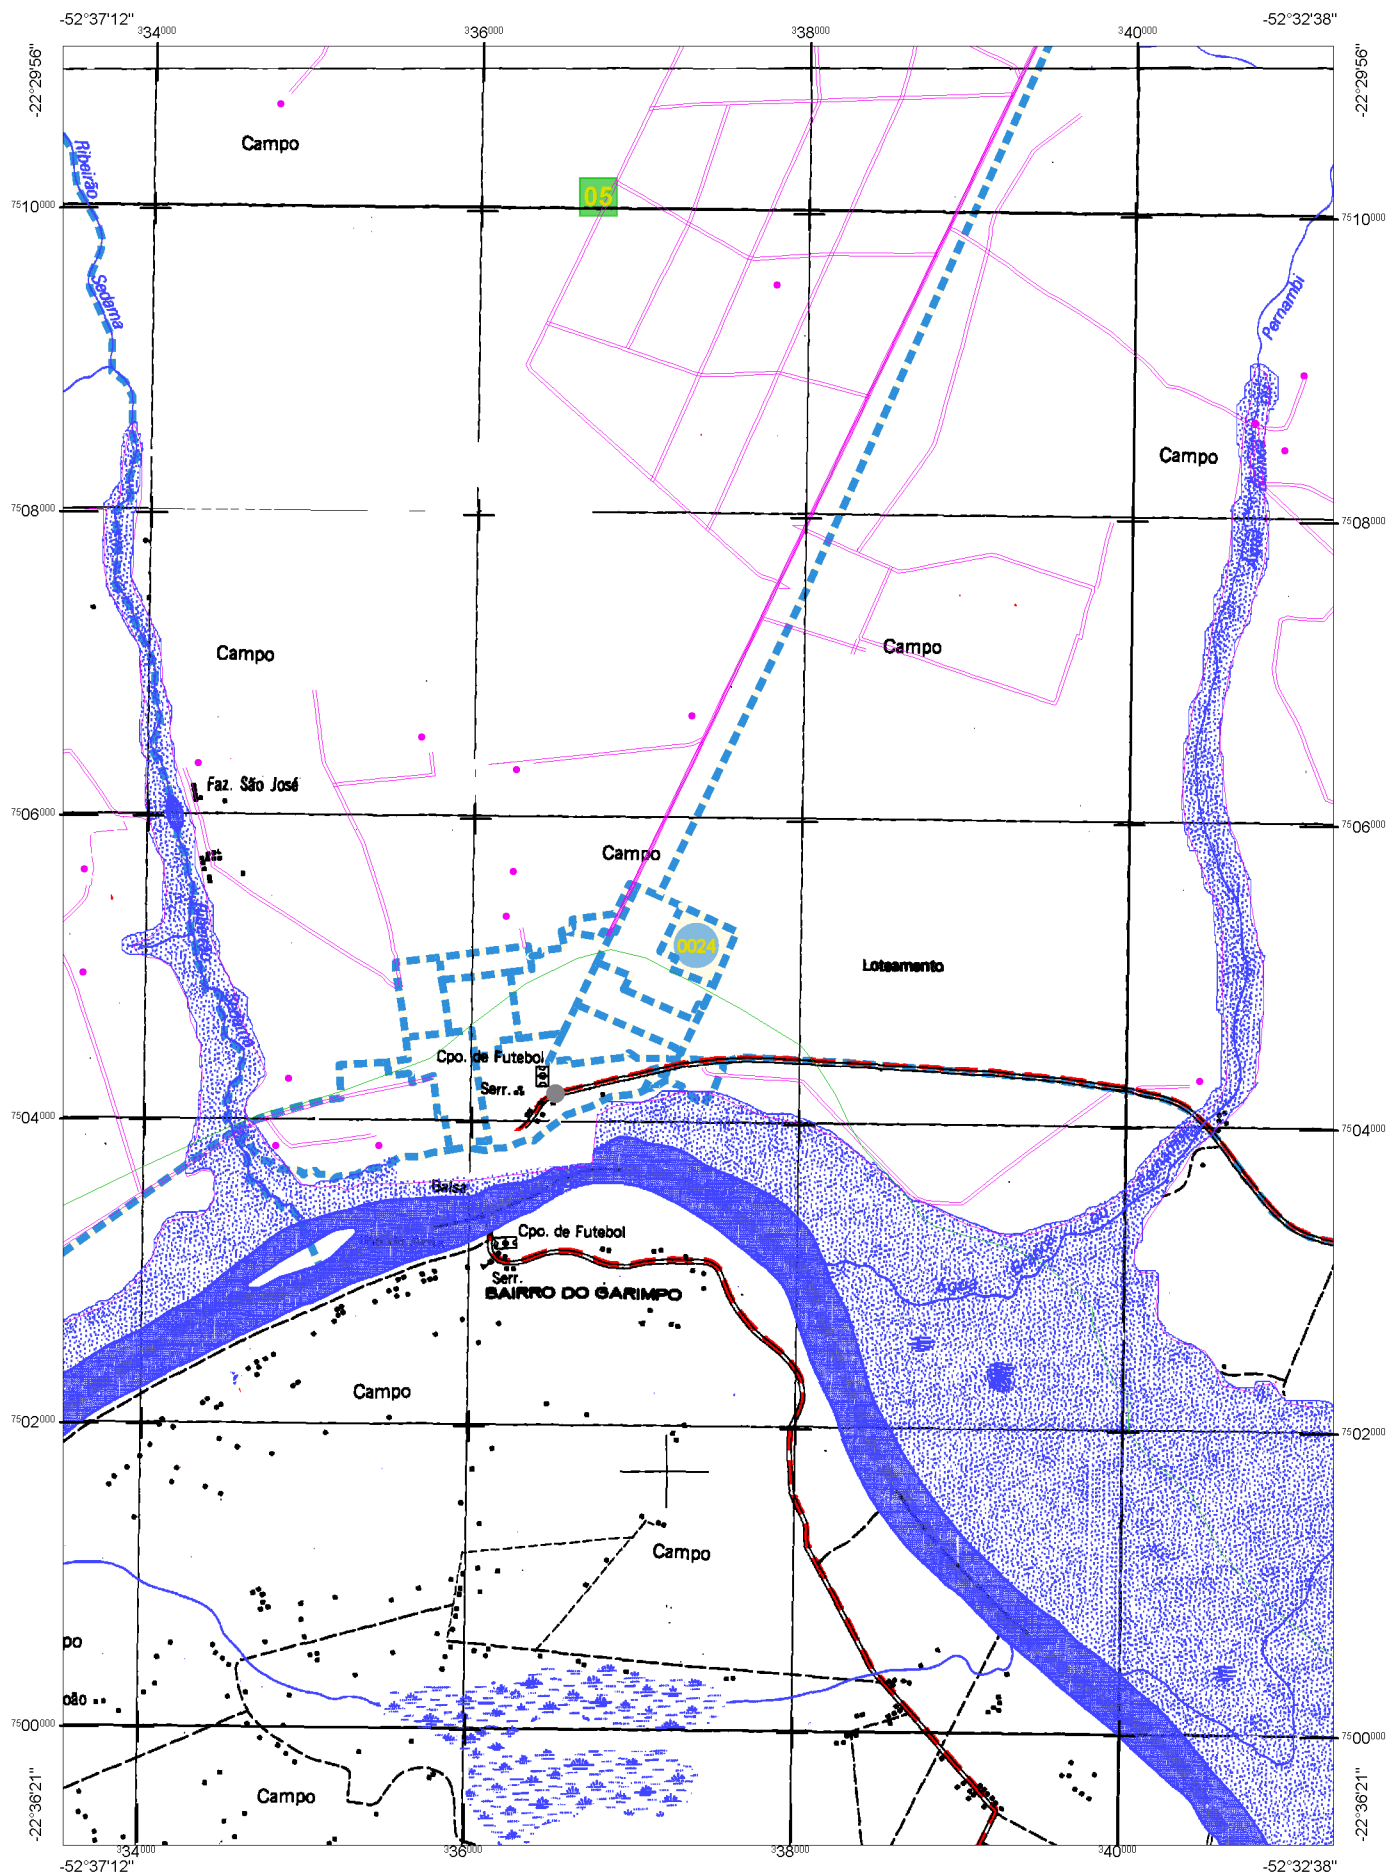 -52°37'12"
-52°32'38"
334000
336000
338000
340000
-22°29'56"
-22°29'56"
Campo
Ribeirão
05
7510000
7510000
Sedama
Pernambi
Campo
7508000
7508000
Campo
Campo
Faz. São José
7506000
7506000
Campo
0024
Loteamento
Cpo. de Futebol
Serr.
7504000
7504000
Balsa
Cpo. de Futebol
Serr.
BAIRRO DO GARIMPO
Campo
7502000
7502000
Campo
po
oão
7500000
7500000
Campo
-22°36'21"
-22°36'21"
334000
336000
338000
340000
-52°37'12"
-52°32'38"